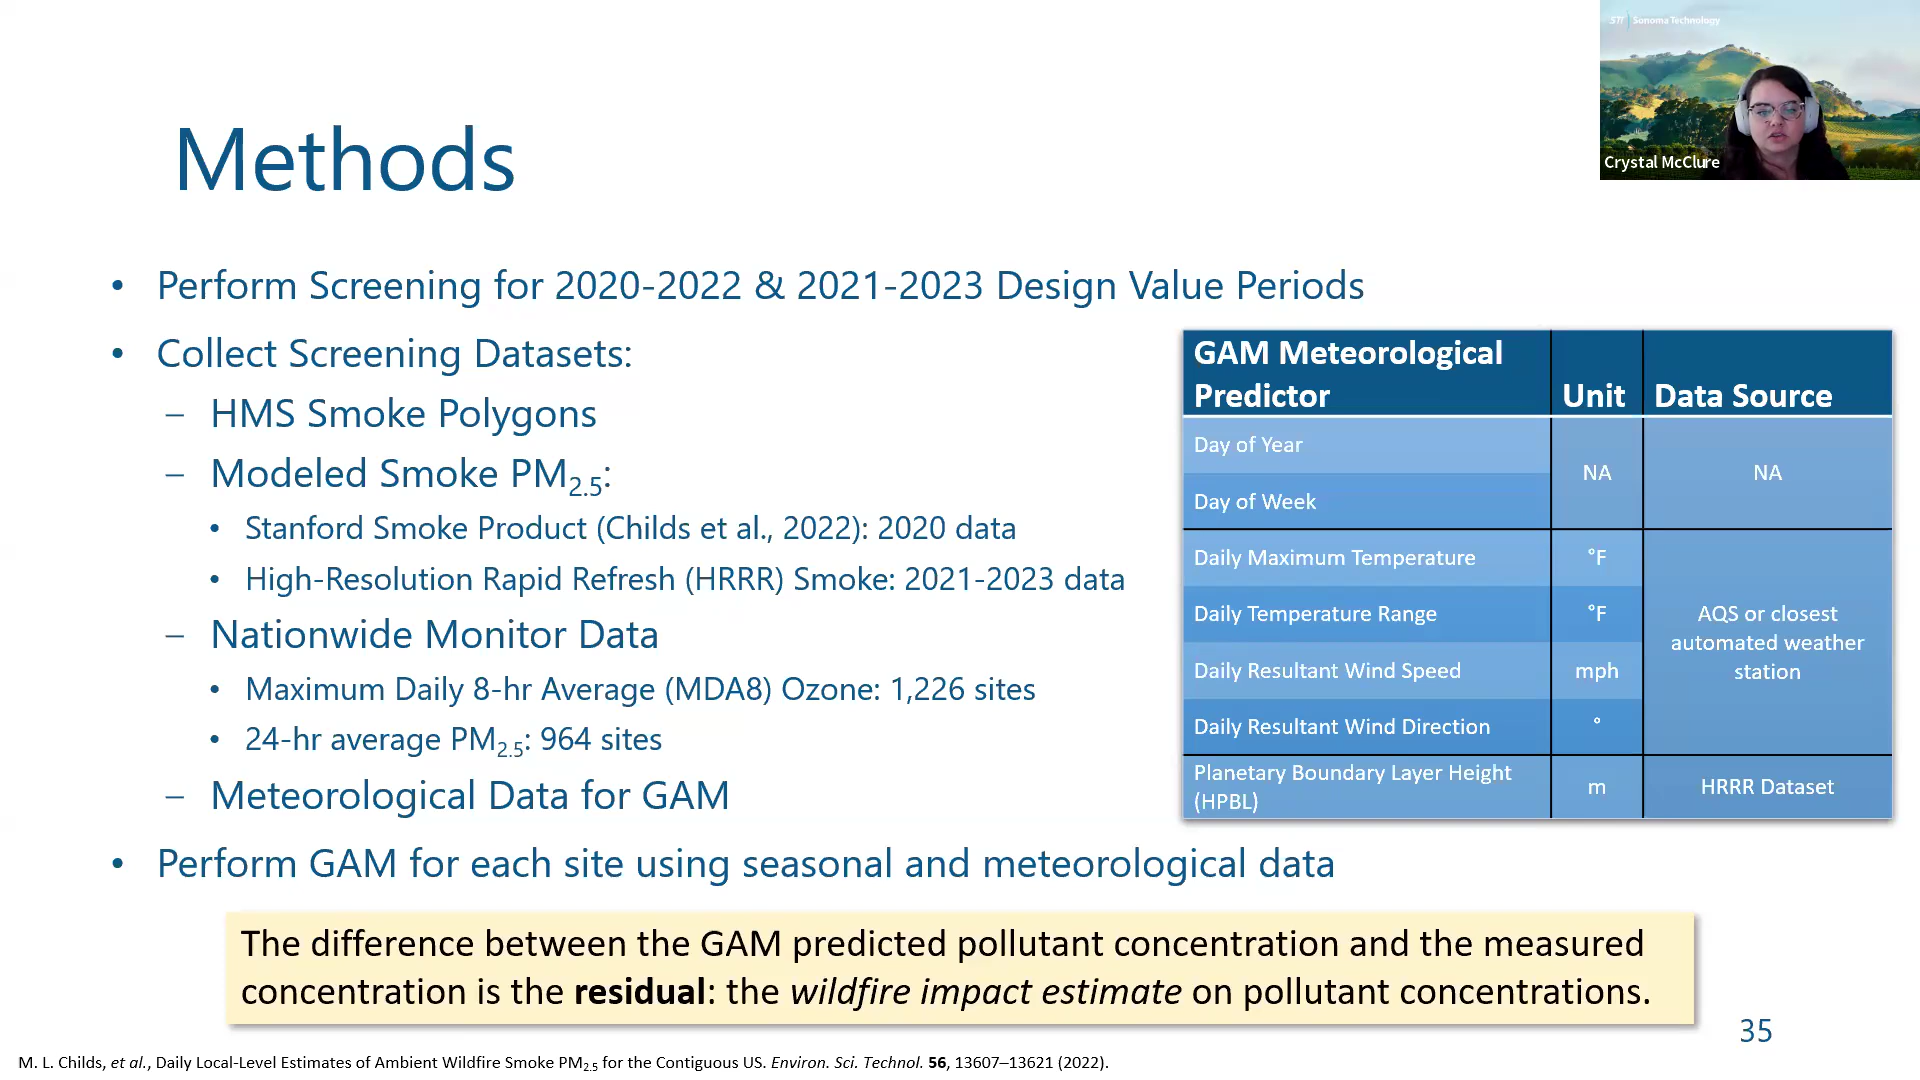 STI | Sonoma Technology
Crystal McClure
Methods
• Perform Screening for 2020-2022 & 2021-2023 Design Value Periods
• Collect Screening Datasets:
– HMS Smoke Polygons
– Modeled Smoke PM2.5:
• Stanford Smoke Product (Childs et al., 2022): 2020 data
• High-Resolution Rapid Refresh (HRRR) Smoke: 2021-2023 data
– Nationwide Monitor Data
• Maximum Daily 8-hr Average (MDA8) Ozone: 1,226 sites
• 24-hr average PM2.5: 964 sites
– Meteorological Data for GAM
• Perform GAM for each site using seasonal and meteorological data
GAM Meteorological
Predictor
Unit
Data Source
Day of Year
Day of Week
NA
NA
Daily Maximum Temperature
°F
Daily Temperature Range
°F
Daily Resultant Wind Speed
mph
Daily Resultant Wind Direction
°
AQS or closest
automated weather
station
Planetary Boundary Layer Height
(HPBL)
m
HRRR Dataset
The difference between the GAM predicted pollutant concentration and the measured
concentration is the residual: the wildfire impact estimate on pollutant concentrations.
35
M. L. Childs, et al., Daily Local-Level Estimates of Ambient Wildfire Smoke PM2.5 for the Contiguous US. Environ. Sci. Technol. 56, 13607–13621 (2022).